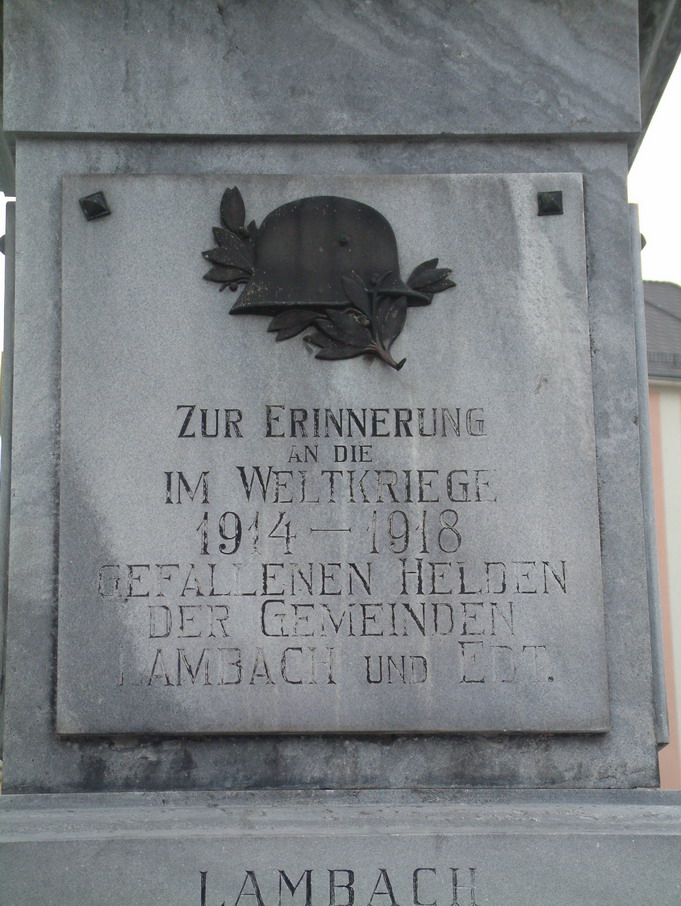 ZUR ERINNERUNG
AN DIE
IM WELTKRIEGE
1914 – 1918
GEFALLENEN HELDEN
DER GEMEINDEN
LAMBACH UND EDT.
LAMBACH